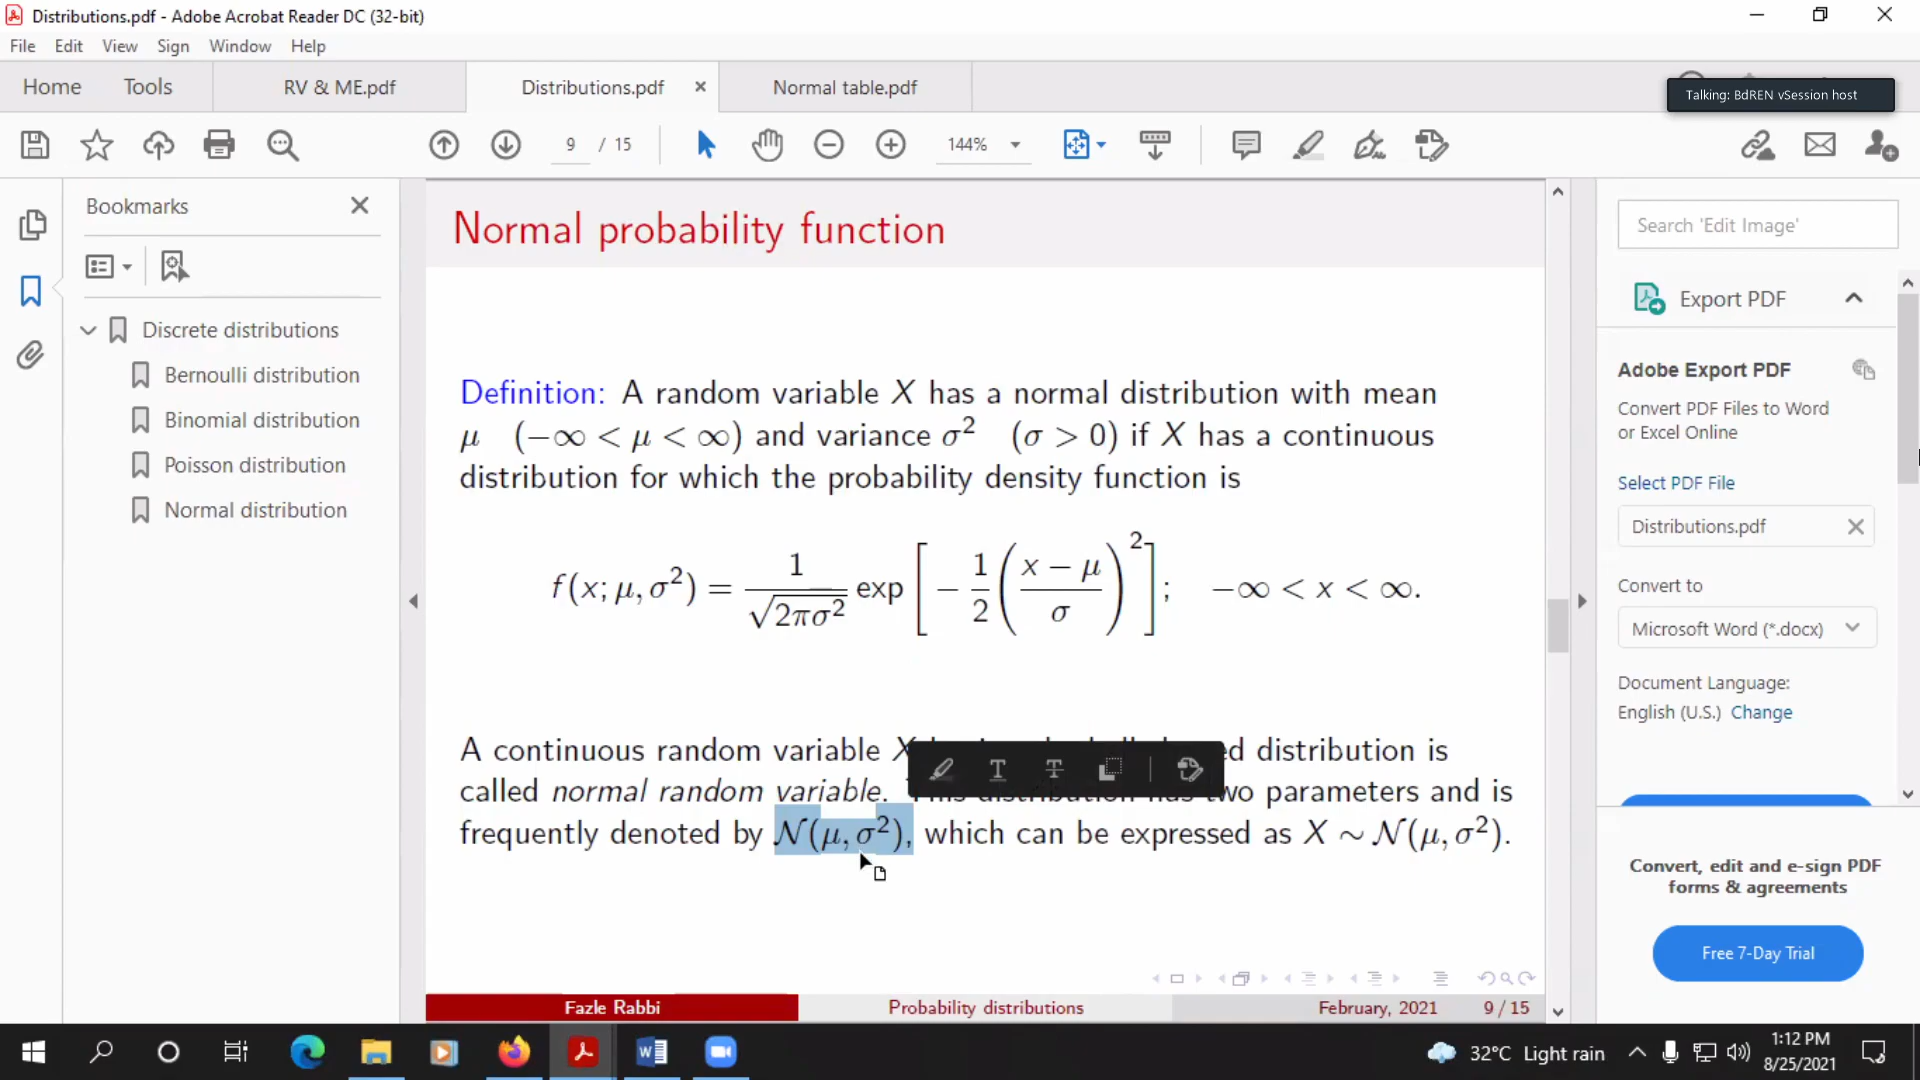 Distributions.pdf - Adobe Acrobat Reader DC (32-bit)
File Edit View Sign Window Help
Home Tools RV & ME.pdf Distributions.pdf Normal table.pdf
Talking: BdREN vSession host
9 / 15 144%
Bookmarks
Discrete distributions
Bernoulli distribution
Binomial distribution
Poisson distribution
Normal distribution
Normal probability function
Definition: A random variable X has a normal distribution with mean
μ (−∞ < μ < ∞) and variance σ² (σ > 0) if X has a continuous
distribution for which the probability density function is
f(x; μ, σ²) = 1/√(2πσ²) exp[−1/2((x − μ)/σ)²]; −∞ < x < ∞.
A continuous random variable X d distribution is
called normal random variable. This distribution has two parameters and is
frequently denoted by N(μ, σ²), which can be expressed as X ∼ N(μ, σ²).
Fazle Rabbi Probability distributions February, 2021 9 / 15
Search 'Edit Image'
Export PDF
Adobe Export PDF
Convert PDF Files to Word
or Excel Online
Select PDF File
Distributions.pdf
Convert to
Microsoft Word (*.docx)
Document Language:
English (U.S.) Change
Convert, edit and e-sign PDF
forms & agreements
Free 7-Day Trial
32°C Light rain
1:12 PM
8/25/2021